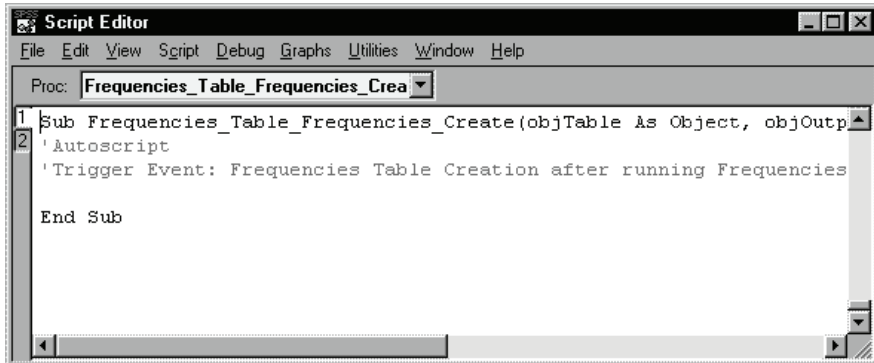 SPSS
Script Editor
File Edit View Script Debug Graphs Utilities Window Help
Proc: Frequencies_Table_Frequencies_Crea
1
Sub Frequencies_Table_Frequencies_Create(objTable As Object, objOutp
2
'Autoscript
'Trigger Event: Frequencies Table Creation after running Frequencies
End Sub